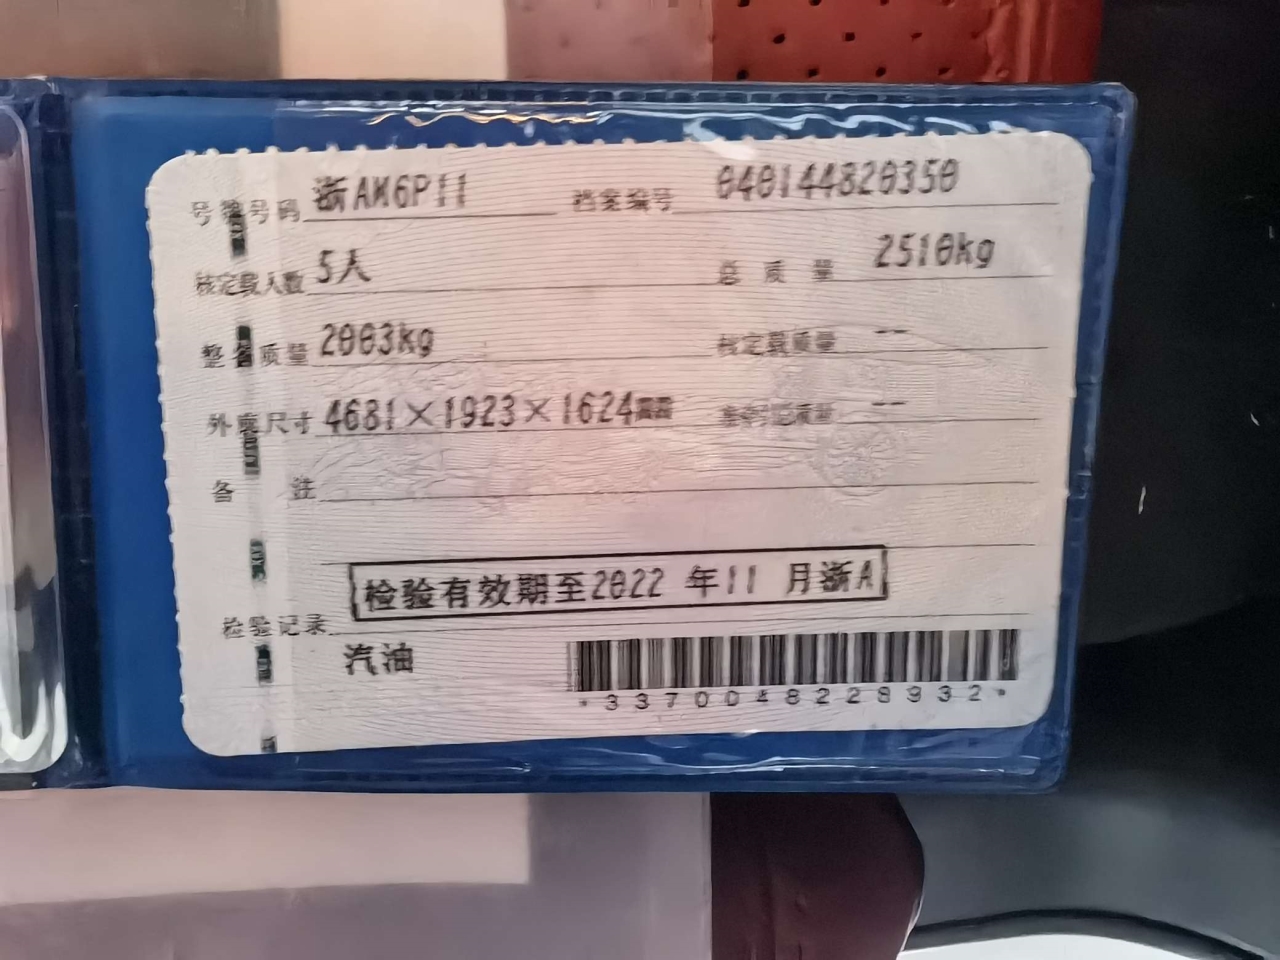 号牌号码 浙AM6P11 档案编号 040144820350
核定载人数 5人 总质量 2510kg
整备质量 2003kg 核定载质量 --
外廓尺寸 4681×1923×1624mm 准牵引总质量 --
备注
检验有效期至2022年11月浙A
检验记录
汽油
*3370048228932*